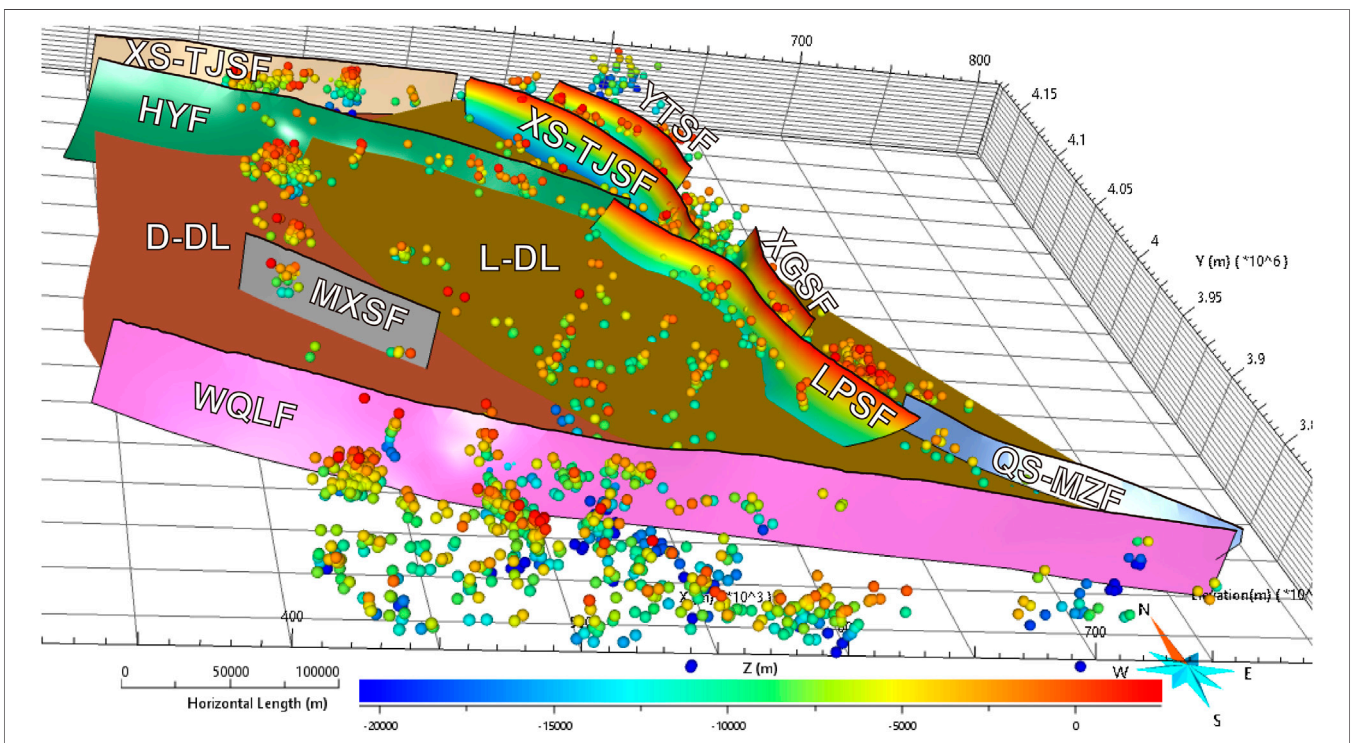 700
800
4.15
4.1
4.05
4
Y (m) ( *10^6 )
3.95
3.9
XS-TJSF
HYF
YTSF
XS-TJSF
XGSF
D-DL
L-DL
MXSF
LPSF
WQLF
QS-MZF
*10^3 )
400
700
N
W
E
S
0
50000
100000
Horizontal Length (m)
Z (m)
-20000
-15000
-10000
-5000
0